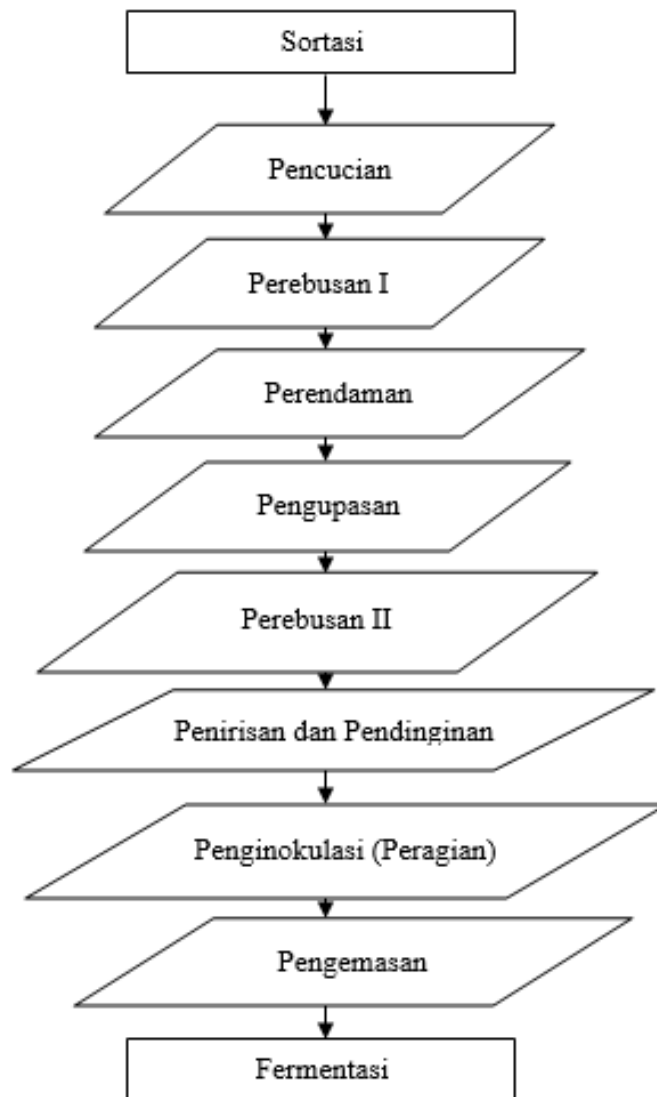 Sortasi
Pencucian
Perebusan I
Perendaman
Pengupasan
Perebusan II
Penirisan dan Pendinginan
Penginokulasi (Peragian)
Pengemasan
Fermentasi